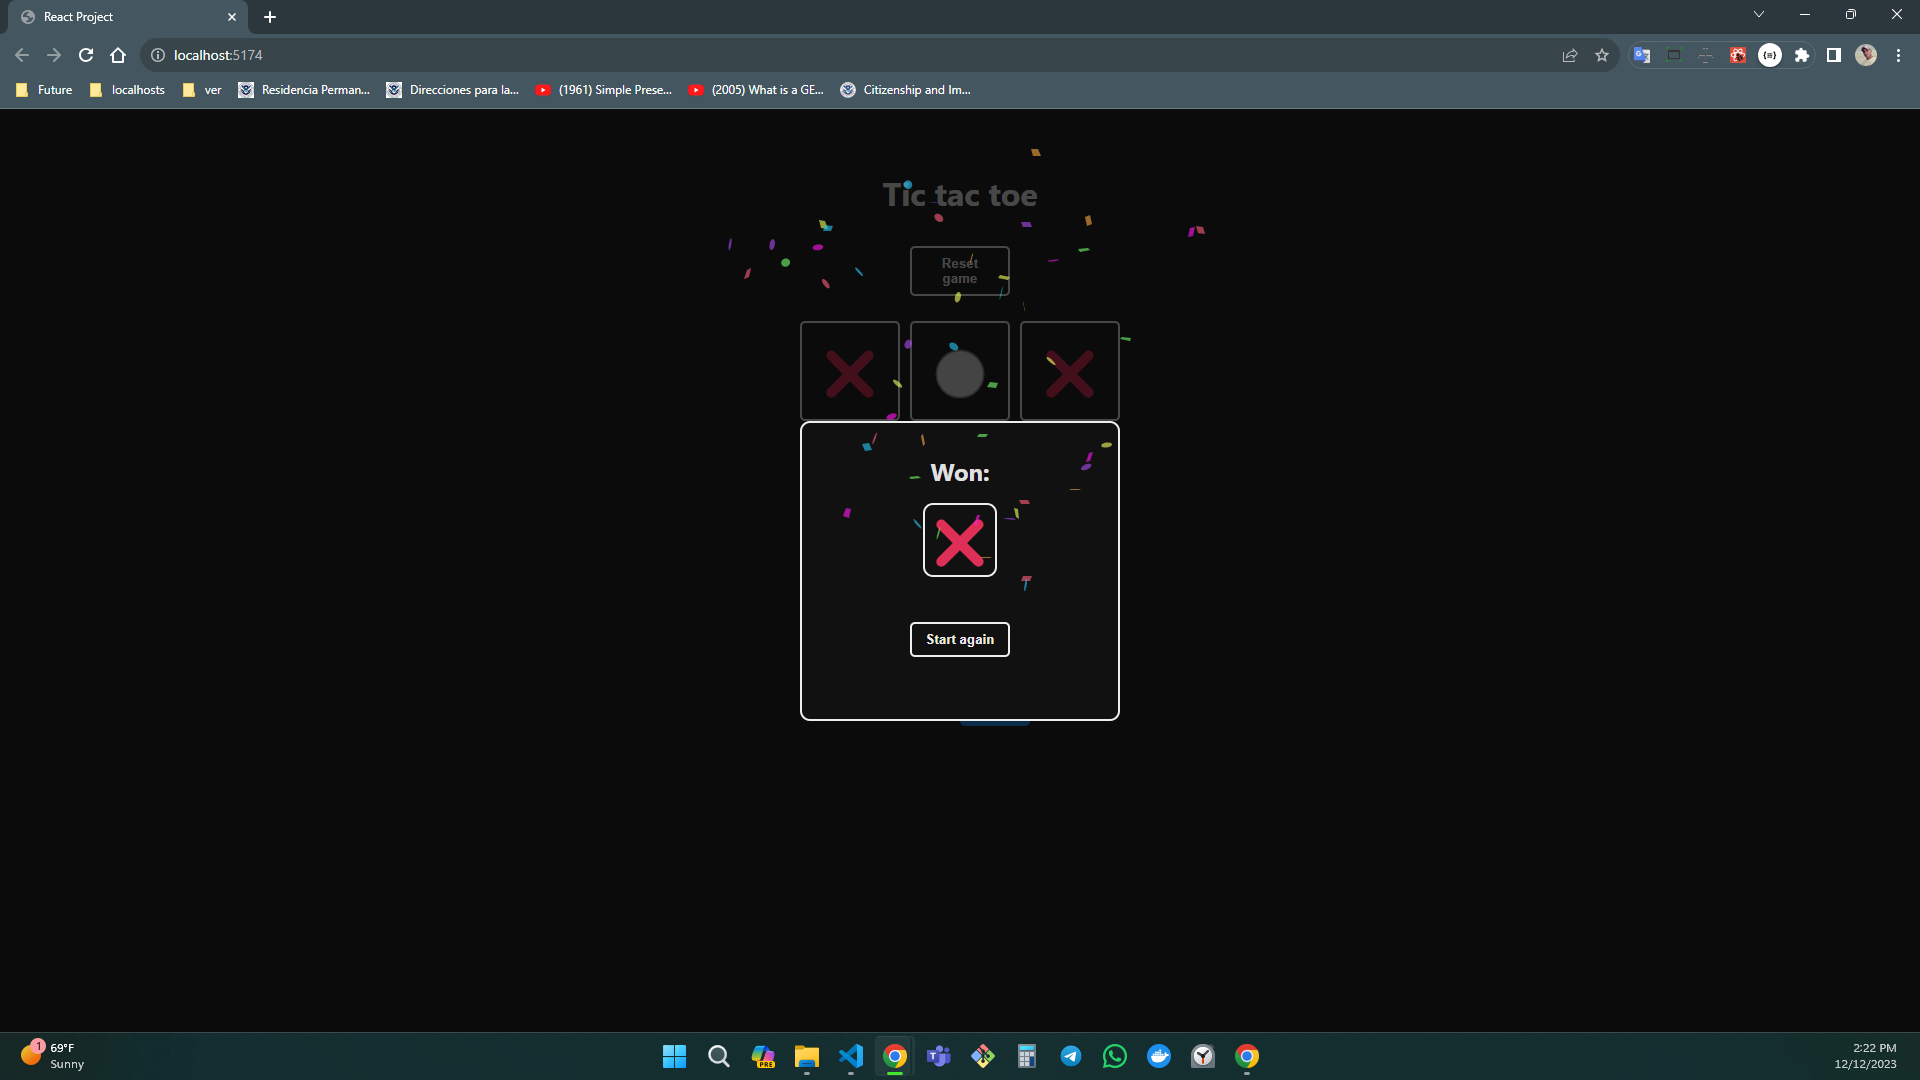 React Project
localhost:5174
Future
localhosts
ver
Residencia Perman...
Direcciones para la...
(1961) Simple Prese...
(2005) What is a GE...
Citizenship and Im...
Tic tac toe
Reset
game
Won:
Start again
1
69°F
Sunny
PRE
2:22 PM
12/12/2023